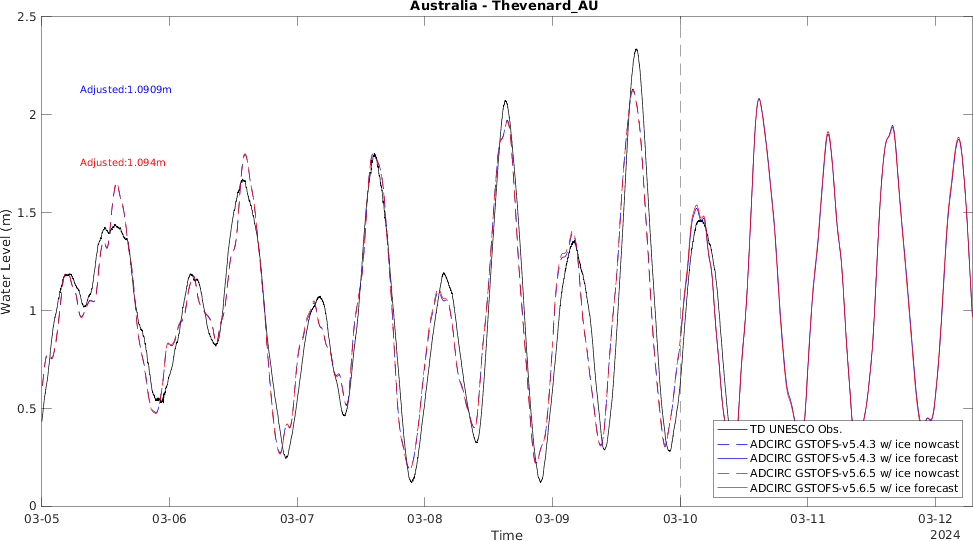 Australia - Thevenard_AU
2.5
2
1.5
1
0.5
0
Water Level (m)
Adjusted:1.0909m
Adjusted:1.094m
TD UNESCO Obs.
ADCIRC GSTOFS-v5.4.3 w/ ice nowcast
ADCIRC GSTOFS-v5.4.3 w/ ice forecast
ADCIRC GSTOFS-v5.6.5 w/ ice nowcast
ADCIRC GSTOFS-v5.6.5 w/ ice forecast
03-05 03-06 03-07 03-08 03-09 03-10 03-11 03-12
Time
2024